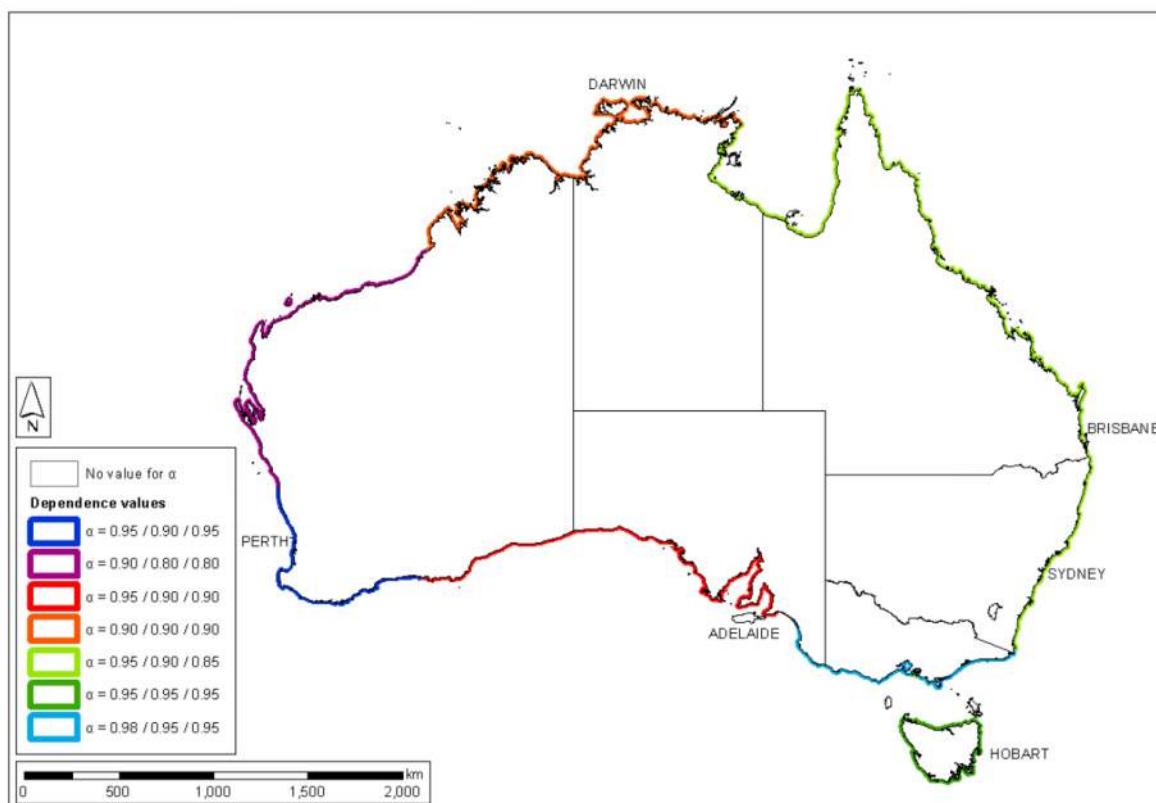 DARWIN
BRISBANE
PERTH
SYDNEY
ADELAIDE
HOBART
N
No value for α
Dependence values
α = 0.95 / 0.90 / 0.95
α = 0.90 / 0.80 / 0.80
α = 0.95 / 0.90 / 0.90
α = 0.90 / 0.90 / 0.90
α = 0.95 / 0.90 / 0.85
α = 0.95 / 0.95 / 0.95
α = 0.98 / 0.95 / 0.95
km
0 500 1,000 1,500 2,000